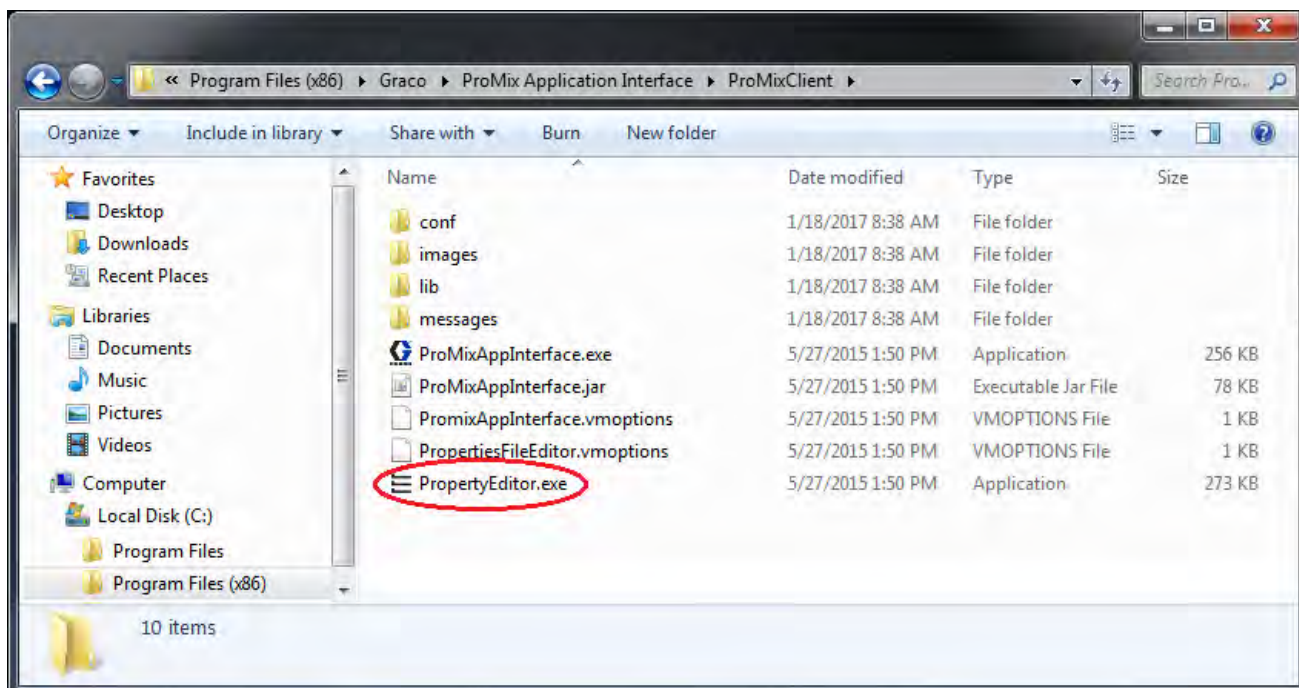 « Program Files (x86) ▸ Graco ▸ ProMix Application Interface ▸ ProMixClient ▸ Search Pro...
Organize ▾ Include in library ▾ Share with ▾ Burn New folder
Favorites
Desktop
Downloads
Recent Places
Libraries
Documents
Music
Pictures
Videos
Computer
Local Disk (C:)
Program Files
Program Files (x86)
Name Date modified Type Size
conf 1/18/2017 8:38 AM File folder
images 1/18/2017 8:38 AM File folder
lib 1/18/2017 8:38 AM File folder
messages 1/18/2017 8:38 AM File folder
ProMixAppInterface.exe 5/27/2015 1:50 PM Application 256 KB
ProMixAppInterface.jar 5/27/2015 1:50 PM Executable Jar File 78 KB
PromixAppInterface.vmoptions 5/27/2015 1:50 PM VMOPTIONS File 1 KB
PropertiesFileEditor.vmoptions 5/27/2015 1:50 PM VMOPTIONS File 1 KB
PropertyEditor.exe 5/27/2015 1:50 PM Application 273 KB
10 items